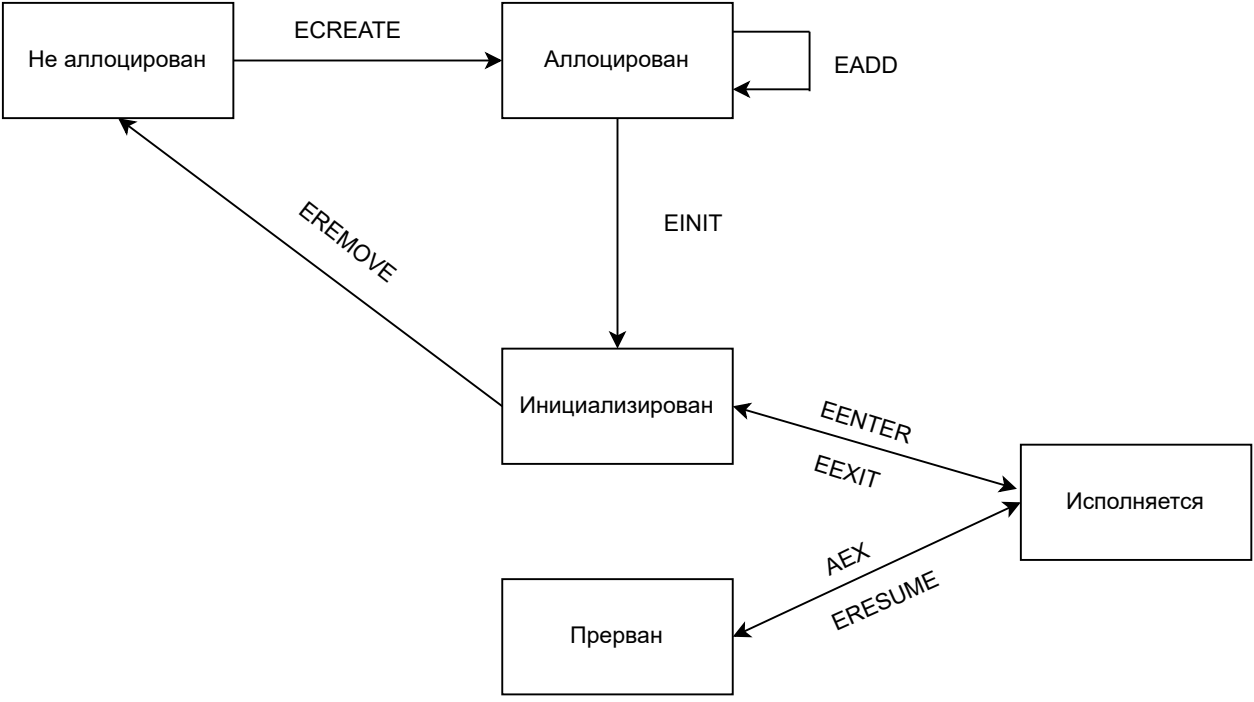 Не аллоцирован
ECREATE
Аллоцирован
EADD
EREMOVE
EINIT
Инициализирован
EENTER
EEXIT
Исполняется
AEX
ERESUME
Прерван